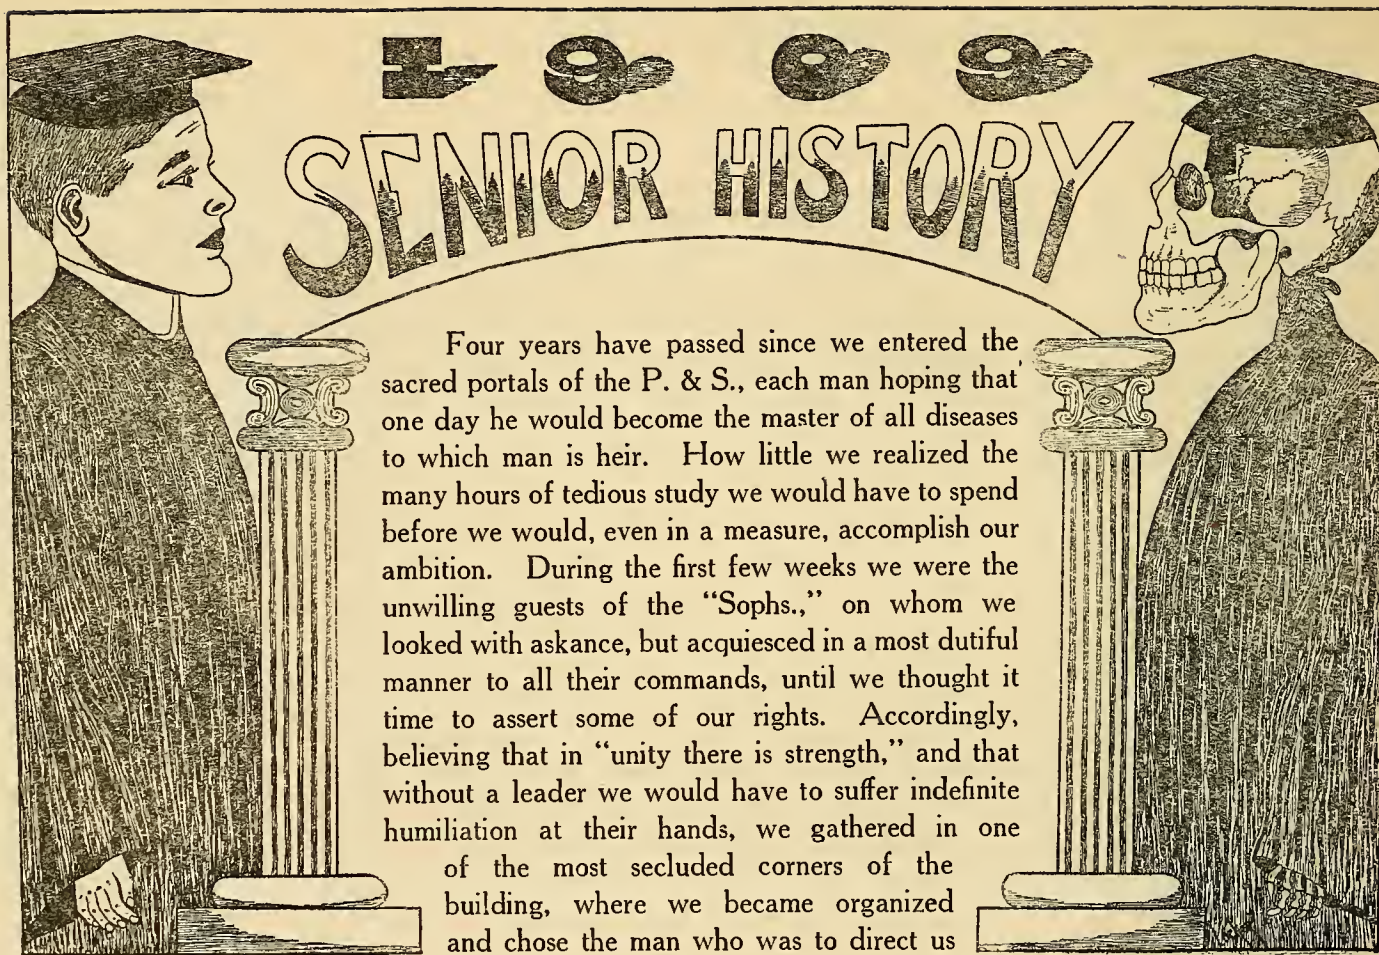 1909
SENIOR HISTORY
Four years have passed since we entered the
sacred portals of the P. & S., each man hoping that
one day he would become the master of all diseases
to which man is heir. How little we realized the
many hours of tedious study we would have to spend
before we would, even in a measure, accomplish our
ambition. During the first few weeks we were the
unwilling guests of the “Sophs.,” on whom we
looked with askance, but acquiesced in a most dutiful
manner to all their commands, until we thought it
time to assert some of our rights. Accordingly,
believing that in “unity there is strength,” and that
without a leader we would have to suffer indefinite
humiliation at their hands, we gathered in one
of the most secluded corners of the
building, where we became organized
and chose the man who was to direct us